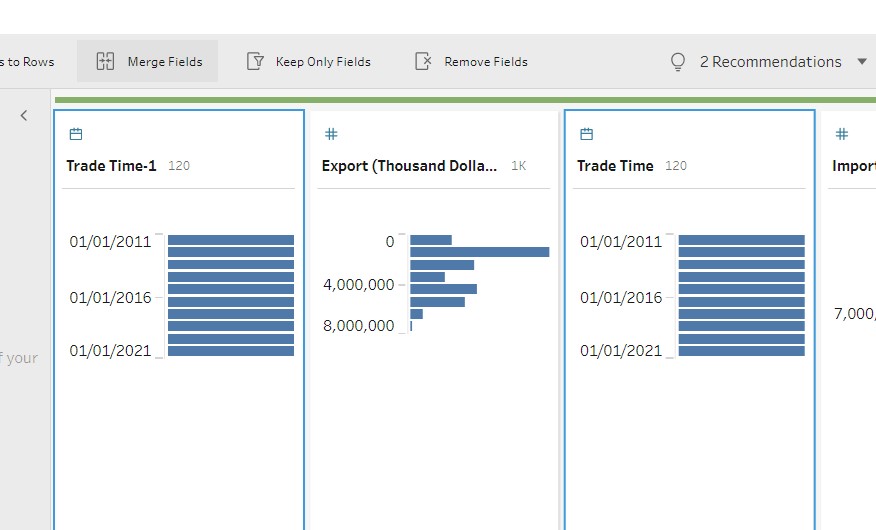 s to Rows Merge Fields Keep Only Fields Remove Fields 2 Recommendations
Trade Time-1 120
01/01/2011
01/01/2016
01/01/2021
Export (Thousand Dolla... 1K
0
4,000,000
8,000,000
Trade Time 120
01/01/2011
01/01/2016
01/01/2021
Import
7,000,
f your